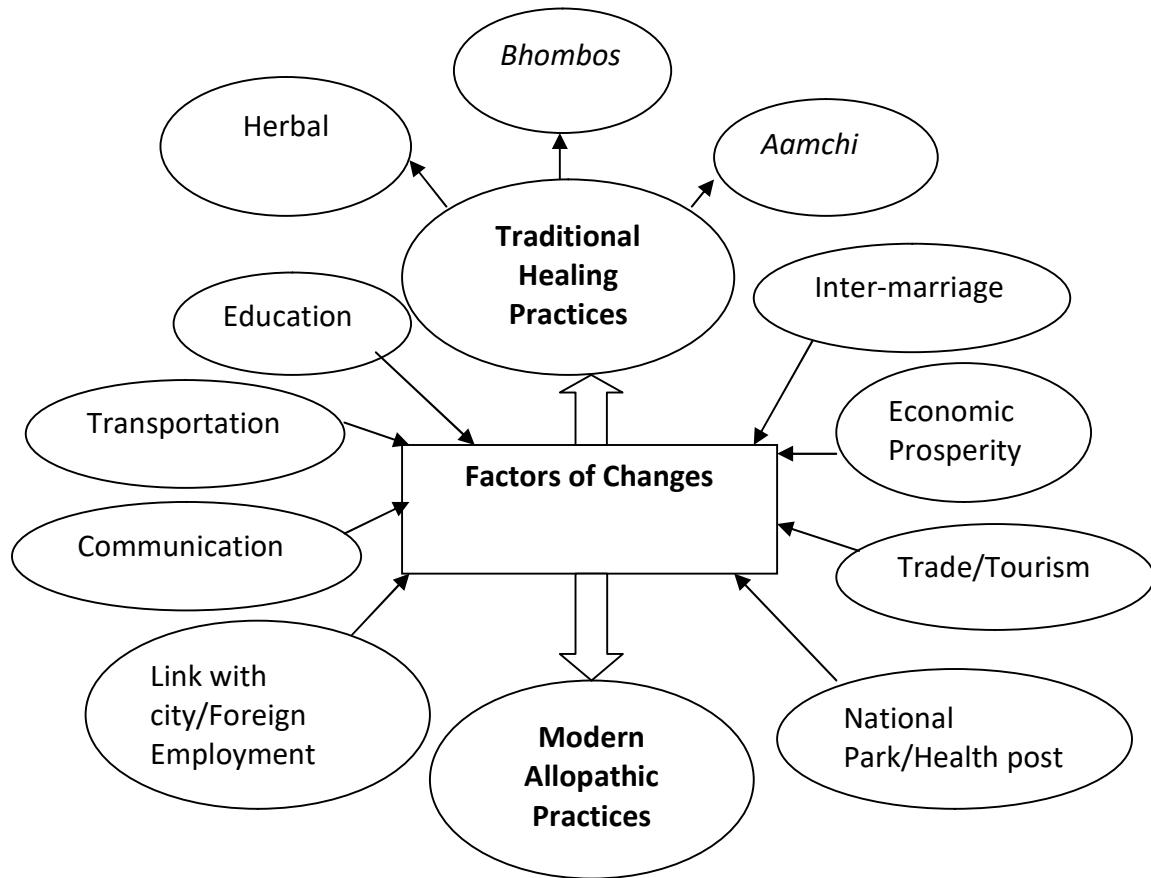 Bhombos
Herbal
Aamchi
Traditional
Healing
Practices
Inter-marriage
Education
Economic
Prosperity
Transportation
Factors of Changes
Communication
Trade/Tourism
Link with
city/Foreign
Employment
National
Park/Health post
Modern
Allopathic
Practices